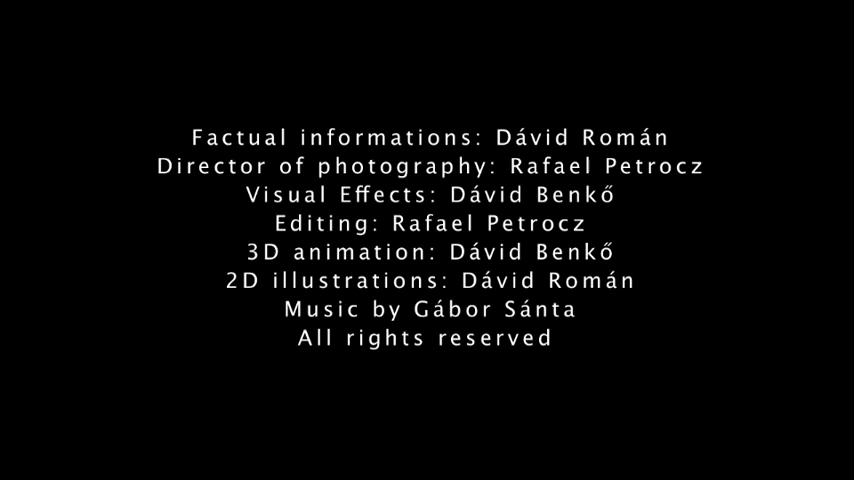 Factual informations: Dávid Román
Director of photography: Rafael Petrocz
Visual Effects: Dávid Benkő
Editing: Rafael Petrocz
3D animation: Dávid Benkő
2D illustrations: Dávid Román
Music by Gábor Sánta
All rights reserved